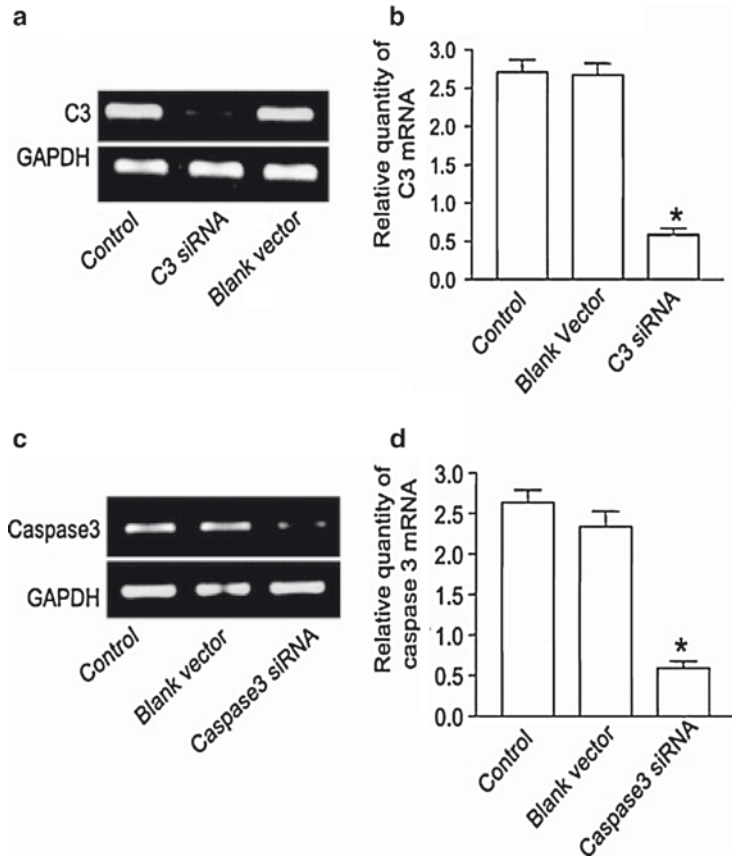 a
C3
GAPDH
Control
C3 siRNA
Blank vector
b
Relative quantity of
C3 mRNA
3.0
2.5
2.0
1.5
1.0
0.5
0.0
*
Control
Blank Vector
C3 siRNA
c
Caspase3
GAPDH
Control
Blank vector
Caspase3 siRNA
d
Relative quantity of
caspase 3 mRNA
3.0
2.5
2.0
1.5
1.0
0.5
0.0
*
Control
Blank vector
Caspase3 siRNA